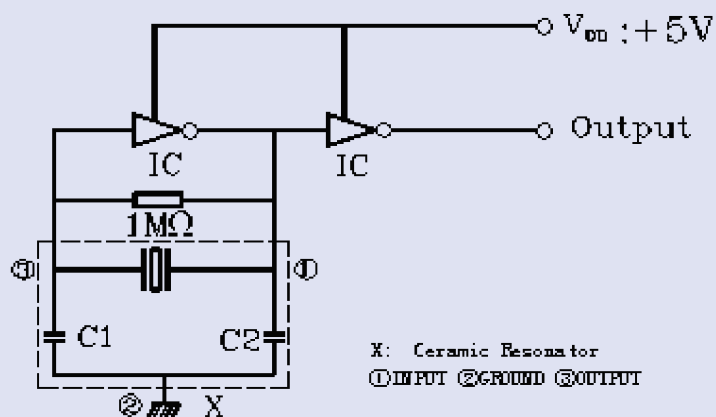 V_DD :+5V
Output
IC
IC
1MΩ
③
①
C1
C2
X: Ceramic Resonator
①INPUT ②GROUND ③OUTPUT
②
X